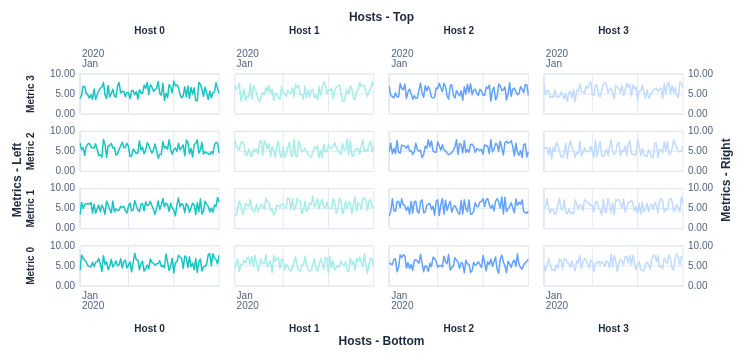 Hosts - Top
Host 0 Host 1 Host 2 Host 3
2020 2020 2020 2020
Jan Jan Jan Jan
Metrics - Left
Metric 3
10.00 10.00
5.00 5.00
0.00 0.00
Metric 2
10.00 10.00
5.00 5.00
0.00 0.00
Metric 1
10.00 10.00
5.00 5.00
0.00 0.00
Metric 0
10.00 10.00
5.00 5.00
0.00 0.00
Metrics - Right
Jan Jan Jan Jan
2020 2020 2020 2020
Host 0 Host 1 Host 2 Host 3
Hosts - Bottom